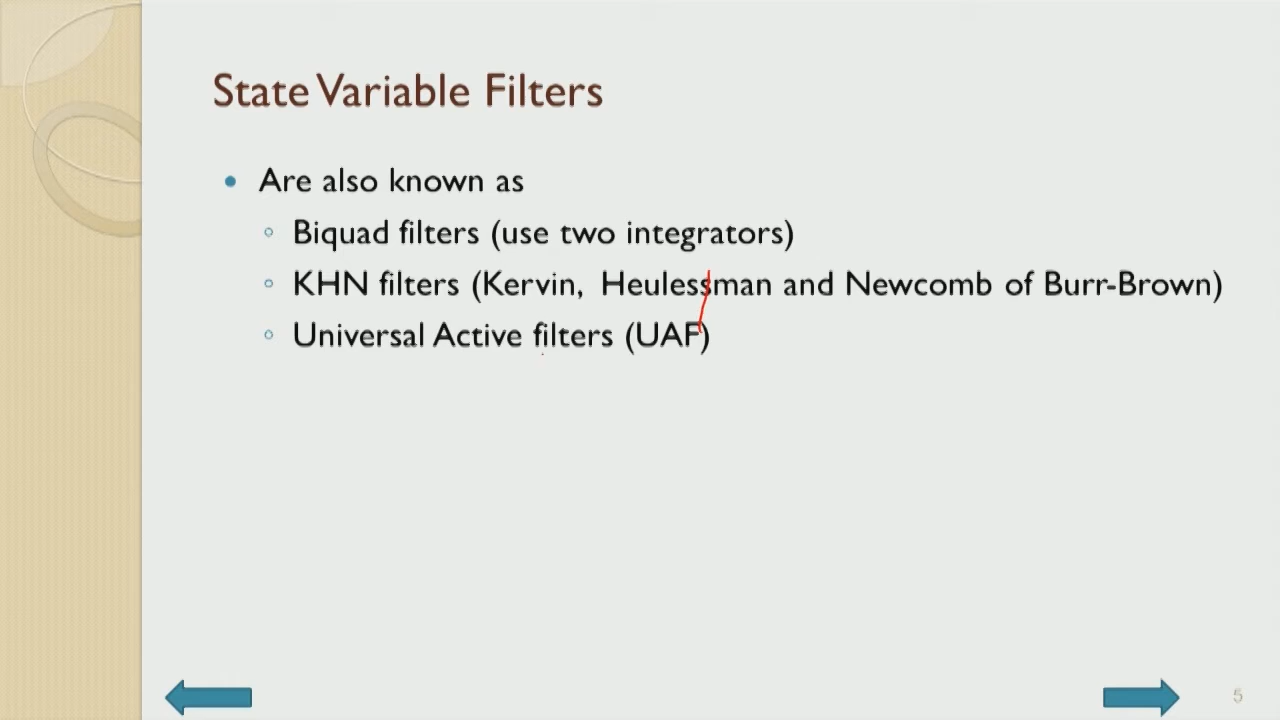 State Variable Filters
Are also known as
Biquad filters (use two integrators)
KHN filters (Kervin, Heulessman and Newcomb of Burr-Brown)
Universal Active filters (UAF)
5